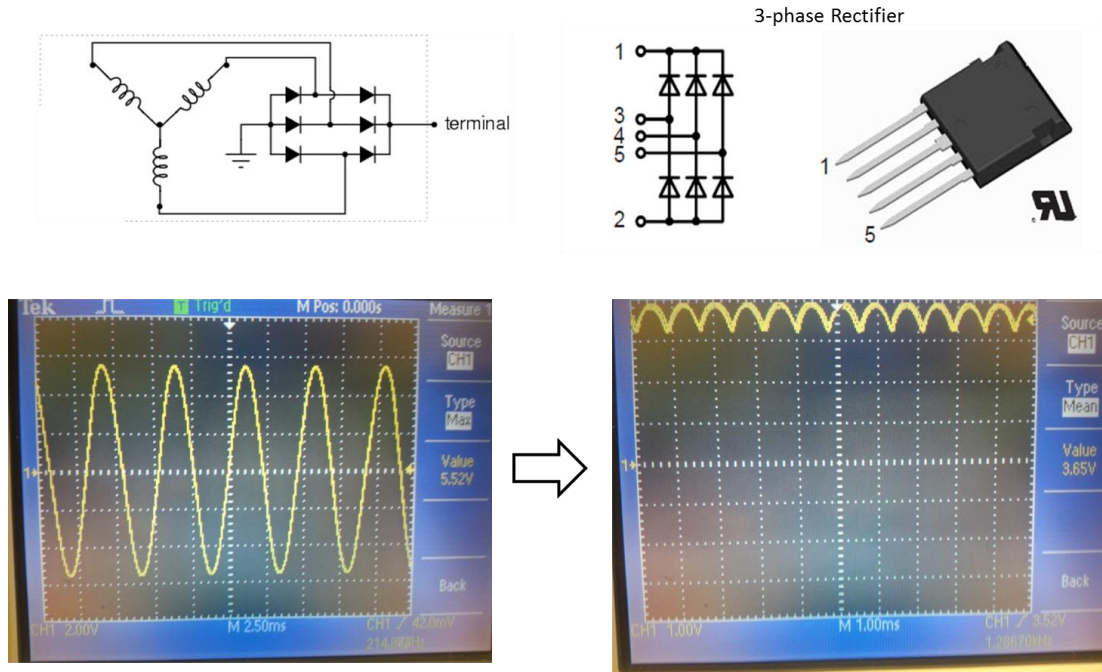 3-phase Rectifier
terminal
1
3
4
5
2
1
5
Tek
Trig'd
M Pos: 0.000s
Measure 1
Source
CH1
Type
Max
Value
5.52V
Back
1
CH1 2.00V
M 2.50ms
CH1 / 42.0mV
Source
CH1
Type
Mean
Value
3.65V
Back
1
CH1 1.00V
M 1.00ms
CH1 / 3.52V
1.28670kHz